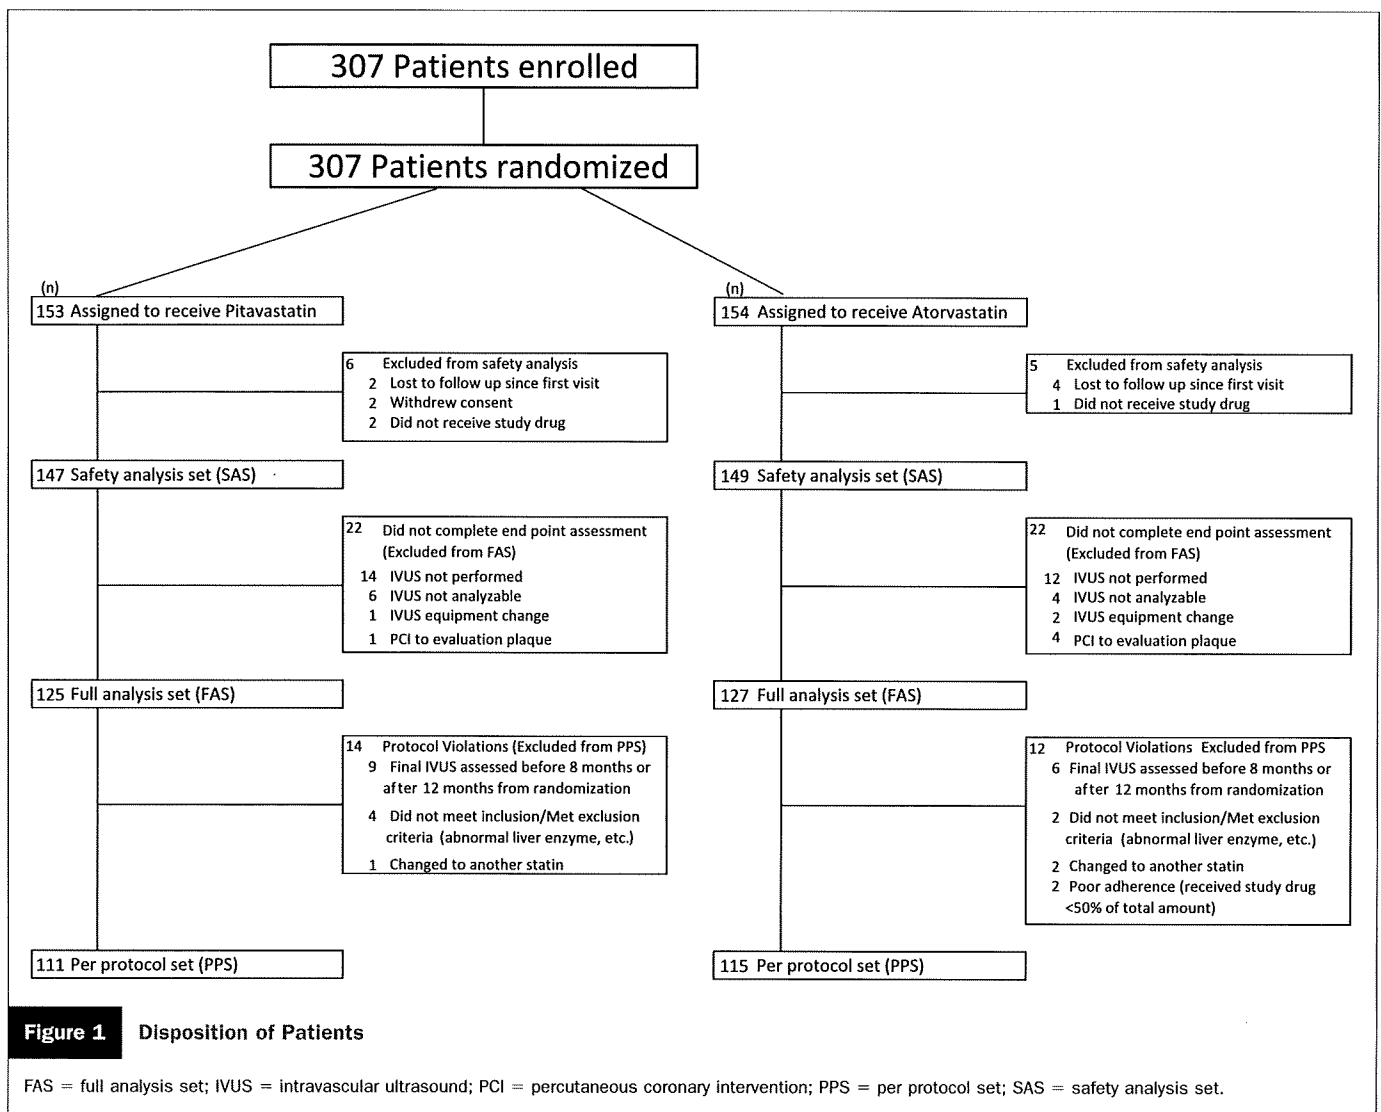 307 Patients enrolled
307 Patients randomized
(n)
153 Assigned to receive Pitavastatin
6 Excluded from safety analysis
2 Lost to follow up since first visit
2 Withdrew consent
2 Did not receive study drug
147 Safety analysis set (SAS)
22 Did not complete end point assessment
(Excluded from FAS)
14 IVUS not performed
6 IVUS not analyzable
1 IVUS equipment change
1 PCI to evaluation plaque
125 Full analysis set (FAS)
14 Protocol Violations (Excluded from PPS)
9 Final IVUS assessed before 8 months or
after 12 months from randomization
4 Did not meet inclusion/Met exclusion
criteria (abnormal liver enzyme, etc.)
1 Changed to another statin
111 Per protocol set (PPS)
(n)
154 Assigned to receive Atorvastatin
5 Excluded from safety analysis
4 Lost to follow up since first visit
1 Did not receive study drug
149 Safety analysis set (SAS)
22 Did not complete end point assessment
(Excluded from FAS)
12 IVUS not performed
4 IVUS not analyzable
2 IVUS equipment change
4 PCI to evaluation plaque
127 Full analysis set (FAS)
12 Protocol Violations Excluded from PPS
6 Final IVUS assessed before 8 months or
after 12 months from randomization
2 Did not meet inclusion/Met exclusion
criteria (abnormal liver enzyme, etc.)
2 Changed to another statin
2 Poor adherence (received study drug
<50% of total amount)
115 Per protocol set (PPS)
Figure 1 Disposition of Patients
FAS = full analysis set; IVUS = intravascular ultrasound; PCI = percutaneous coronary intervention; PPS = per protocol set; SAS = safety analysis set.